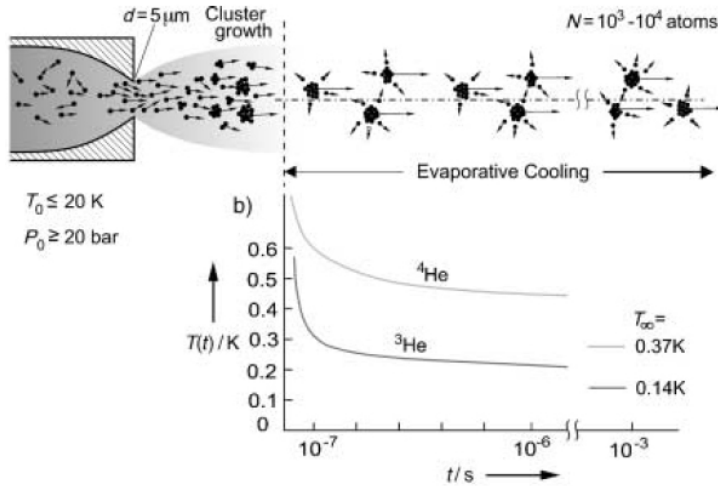 d = 5 μm
Cluster
growth
N = 10³ -10⁴ atoms
Evaporative Cooling
T₀ ≤ 20 K
P₀ ≥ 20 bar
b)
0.6
0.5
0.4
0.3
0.2
0.1
0
T(t) / K
⁴He
³He
T∞ =
0.37K
0.14K
10⁻⁷
10⁻⁶
10⁻³
t / s